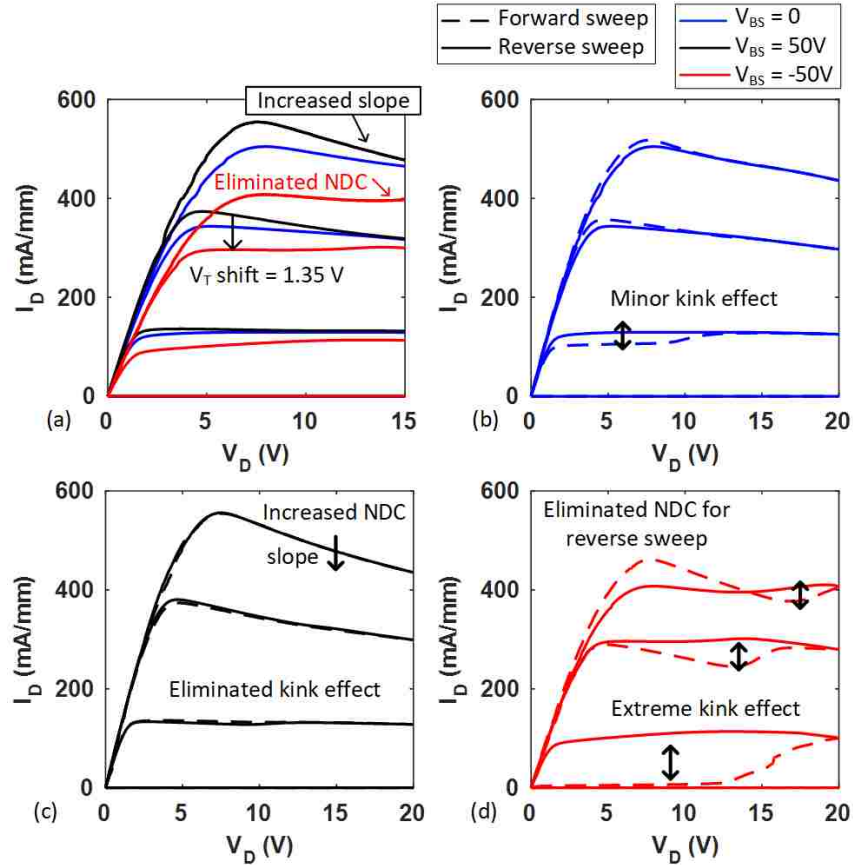 Forward sweep
Reverse sweep
V_BS = 0
V_BS = 50V
V_BS = -50V
600
400
200
0
I_D (mA/mm)
Increased slope
Eliminated NDC
V_T shift = 1.35 V
0 5 10 15
(a)
V_D (V)
600
400
200
0
I_D (mA/mm)
Minor kink effect
0 5 10 15 20
(b)
V_D (V)
600
400
200
0
I_D (mA/mm)
Increased NDC
slope
Eliminated kink effect
0 5 10 15 20
(c)
V_D (V)
600
400
200
0
I_D (mA/mm)
Eliminated NDC for
reverse sweep
Extreme kink effect
0 5 10 15 20
(d)
V_D (V)